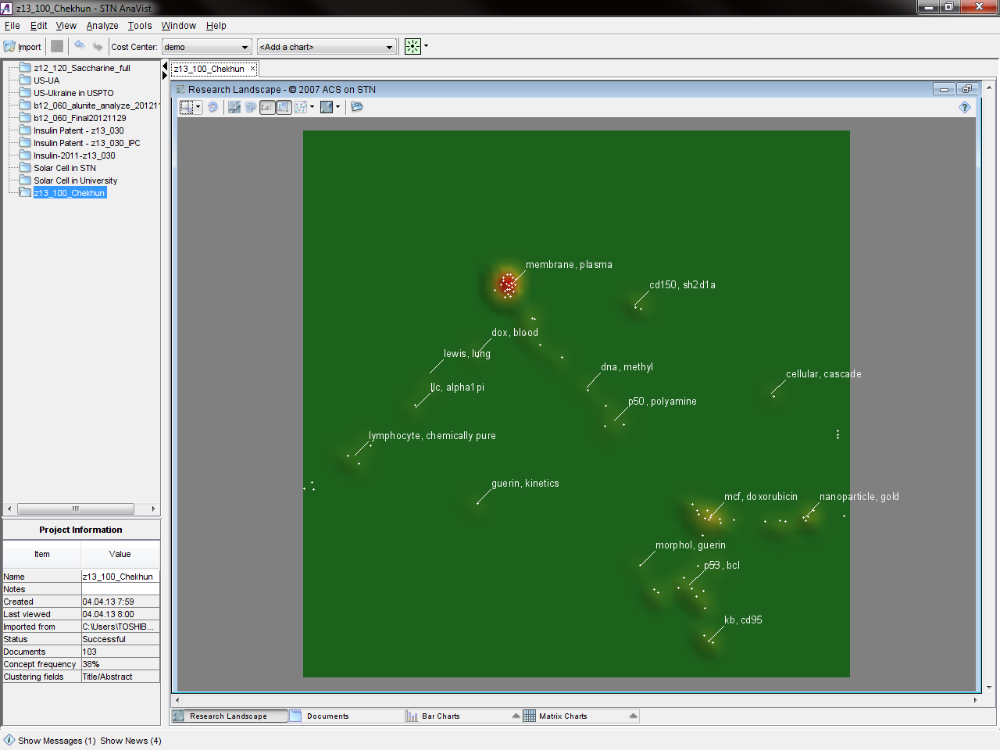 z13_100_Chekhun - STN AnaVist
File Edit View Analyze Tools Window Help
Import Cost Center: demo <Add a chart>
z12_120_Saccharine_full
US-UA
US-Ukraine in USPTO
b12_060_alunite_analyze_20121
b12_060_Final20121129
Insulin Patent - z13_030
Insulin Patent - z13_030_IPC
Insulin-2011-z13_030
Solar Cell in STN
Solar Cell in University
z13_100_Chekhun
Project Information
Item Value
Name z13_100_Chekhun
Notes
Created 04.04.13 7:59
Last viewed 04.04.13 8:00
Imported from C:\Users\TOSHIB...
Status Successful
Documents 103
Concept frequency 38%
Clustering fields Title/Abstract
z13_100_Chekhun
Research Landscape - © 2007 ACS on STN
membrane, plasma
cd150, sh2d1a
dox, blood
lewis, lung
dna, methyl
cellular, cascade
llc, alpha1pi
p50, polyamine
lymphocyte, chemically pure
guerin, kinetics
mcf, doxorubicin
nanoparticle, gold
morphol, guerin
p53, bcl
kb, cd95
Research Landscape Documents Bar Charts Matrix Charts
Show Messages (1) Show News (4)